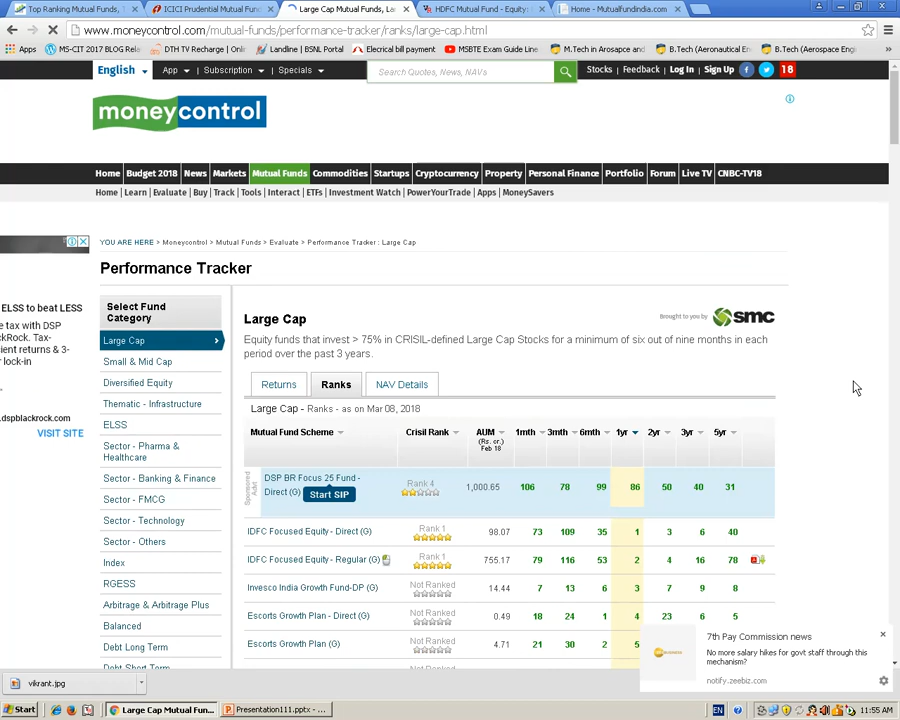 Top Ranking Mutual Funds,
ICICI Prudential Mutual Fund
Large Cap Mutual Funds, La
HDFC Mutual Fund - Equity:
Home - Mutualfundindia.com
www.moneycontrol.com/mutual-funds/performance-tracker/ranks/large-cap.html
Apps
MS-CIT 2017 BLOG Rela
DTH TV Recharge | Onli
Landline | BSNL Portal
Elecrical bill payment
MSBTE Exam Guide Line
M.Tech in Arosapce and
B.Tech(Aeronautical En
B.Tech(Aerospace Engi
»
English App Subscription Specials
Search Quotes, News, NAVs
Stocks | Feedback Log In Sign Up f 18
moneycontrol
Home Budget 2018 News Markets Mutual Funds Commodities Startups Cryptocurrency Property Personal Finance Portfolio Forum Live TV CNBC-TV18
Home | Learn | Evaluate | Buy | Track | Tools | Interact | ETFs | Investment Watch | PowerYourTrade | Apps | MoneySavers
YOU ARE HERE > Moneycontrol > Mutual Funds > Evaluate > Performance Tracker : Large Cap
Performance Tracker
ELSS to beat LESS
e tax with DSP
ckRock. Tax-
cient returns & 3-
r lock-in
.dspblackrock.com
VISIT SITE
Select Fund
Category
Large Cap
Small & Mid Cap
Diversified Equity
Thematic - Infrastructure
ELSS
Sector - Pharma &
Healthcare
Sector - Banking & Finance
Sector - FMCG
Sector - Technology
Sector - Others
Index
RGESS
Arbitrage & Arbitrage Plus
Balanced
Debt Long Term
Debt Short Term
Large Cap
Brought to you by smc
Equity funds that invest > 75% in CRISIL-defined Large Cap Stocks for a minimum of six out of nine months in each
period over the past 3 years.
Returns Ranks NAV Details
Large Cap - Ranks - as on Mar 08, 2018
Mutual Fund Scheme Crisil Rank AUM 1mth 3mth 6mth 1yr 2yr 3yr 5yr
(Rs. cr.)
Feb 18
Sponsored
Advt
DSP BR Focus 25 Fund -
Direct (G) Start SIP Rank 4 1,000.65 106 78 99 86 50 40 31
IDFC Focused Equity - Direct (G) Rank 1 98.07 73 109 35 1 3 6 40
IDFC Focused Equity - Regular (G) Rank 1 755.17 79 116 53 2 4 16 78
Invesco India Growth Fund-DP (G) Not Ranked 14.44 7 13 6 3 7 9 8
Escorts Growth Plan - Direct (G) Not Ranked 0.49 18 24 1 4 23 6 5
Escorts Growth Plan (G) Not Ranked 4.71 21 30 2 5
Not Ranked
7th Pay Commission news
No more salary hikes for govt staff through this
mechanism?
notify.zeebiz.com
vikrant.jpg
Start
Large Cap Mutual Fun...
Presentation111.pptx - ...
EN
11:55 AM